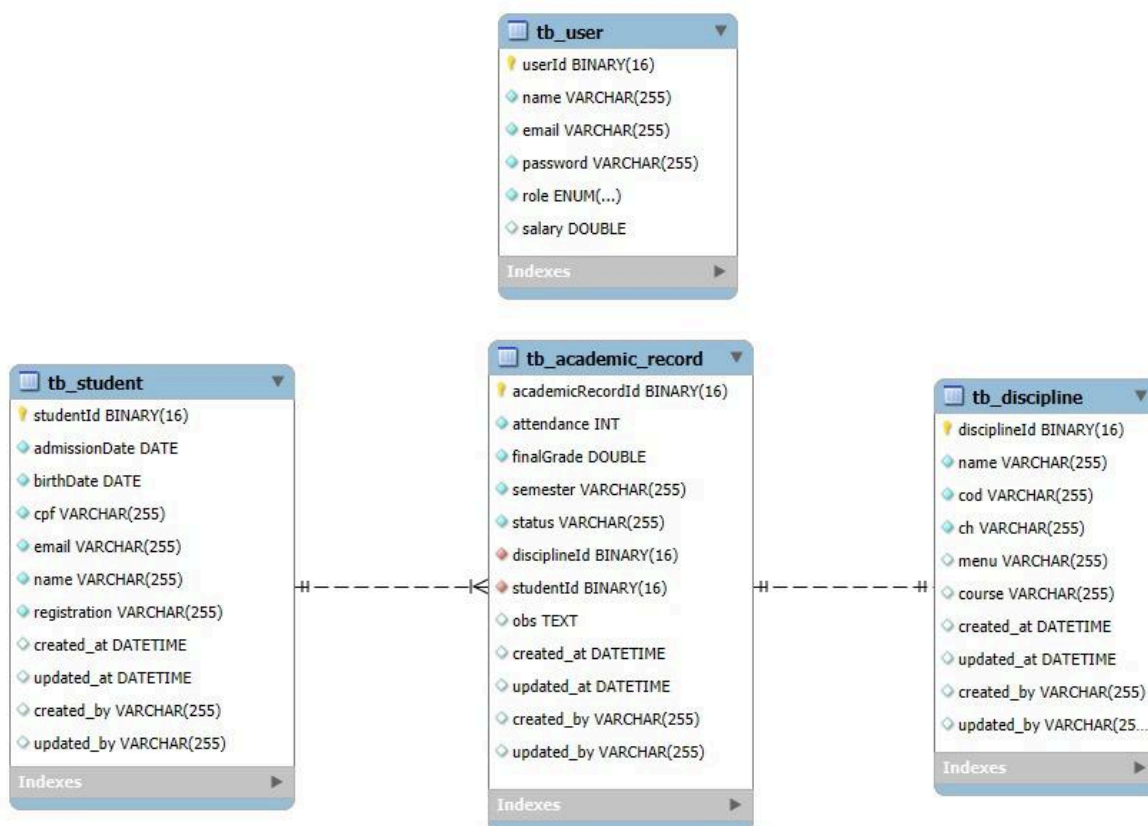 tb_user
userId BINARY(16)
name VARCHAR(255)
email VARCHAR(255)
password VARCHAR(255)
role ENUM(...)
salary DOUBLE
Indexes
tb_student
studentId BINARY(16)
admissionDate DATE
birthDate DATE
cpf VARCHAR(255)
email VARCHAR(255)
name VARCHAR(255)
registration VARCHAR(255)
created_at DATETIME
updated_at DATETIME
created_by VARCHAR(255)
updated_by VARCHAR(255)
Indexes
tb_academic_record
academicRecordId BINARY(16)
attendance INT
finalGrade DOUBLE
semester VARCHAR(255)
status VARCHAR(255)
disciplineId BINARY(16)
studentId BINARY(16)
obs TEXT
created_at DATETIME
updated_at DATETIME
created_by VARCHAR(255)
updated_by VARCHAR(255)
Indexes
tb_discipline
disciplineId BINARY(16)
name VARCHAR(255)
cod VARCHAR(255)
ch VARCHAR(255)
menu VARCHAR(255)
course VARCHAR(255)
created_at DATETIME
updated_at DATETIME
created_by VARCHAR(255)
updated_by VARCHAR(25...
Indexes